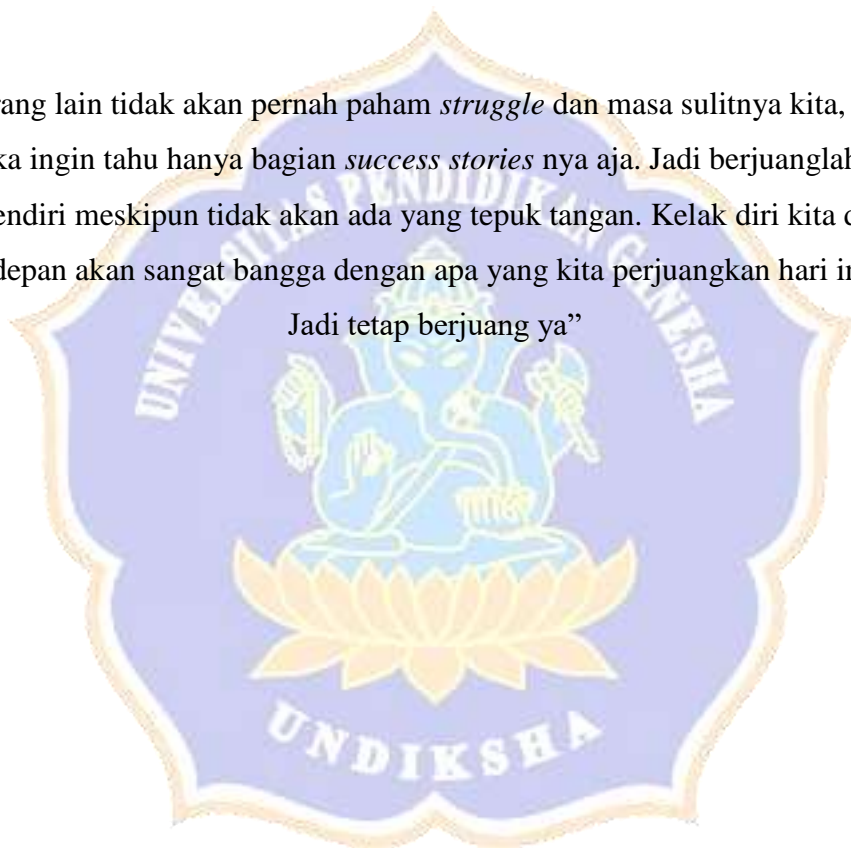 rang lain tidak akan pernah paham struggle dan masa sulitnya kita,
ka ingin tahu hanya bagian success stories nya aja. Jadi berjuanglah
endiri meskipun tidak akan ada yang tepuk tangan. Kelak diri kita d
depan akan sangat bangga dengan apa yang kita perjuangkan hari in
Jadi tetap berjuang ya”
UNIVERSITAS PENDIDIKAN GANESHA
UNDIKSHA